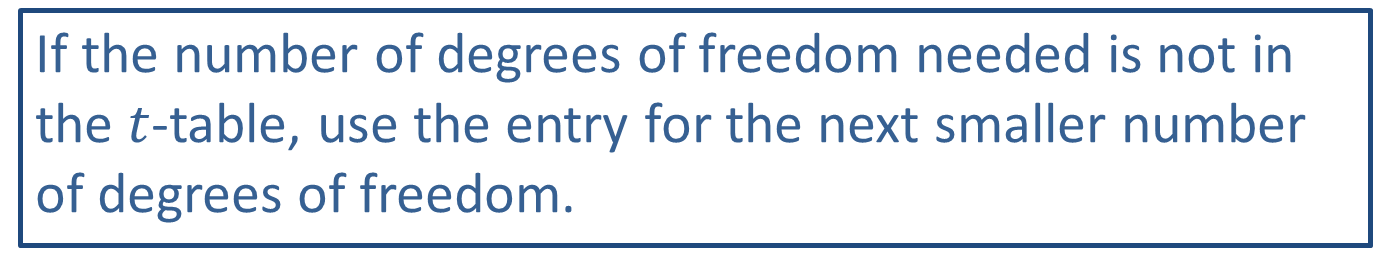 If the number of degrees of freedom needed is not in
the t-table, use the entry for the next smaller number
of degrees of freedom.